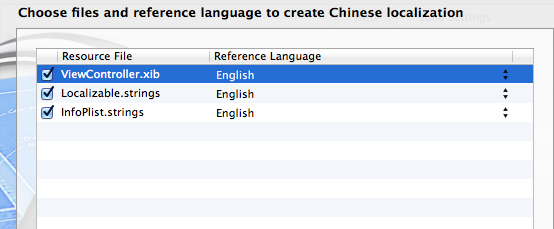 Choose files and reference language to create Chinese localization
Resource File Reference Language
ViewController.xib English
Localizable.strings English
InfoPlist.strings English